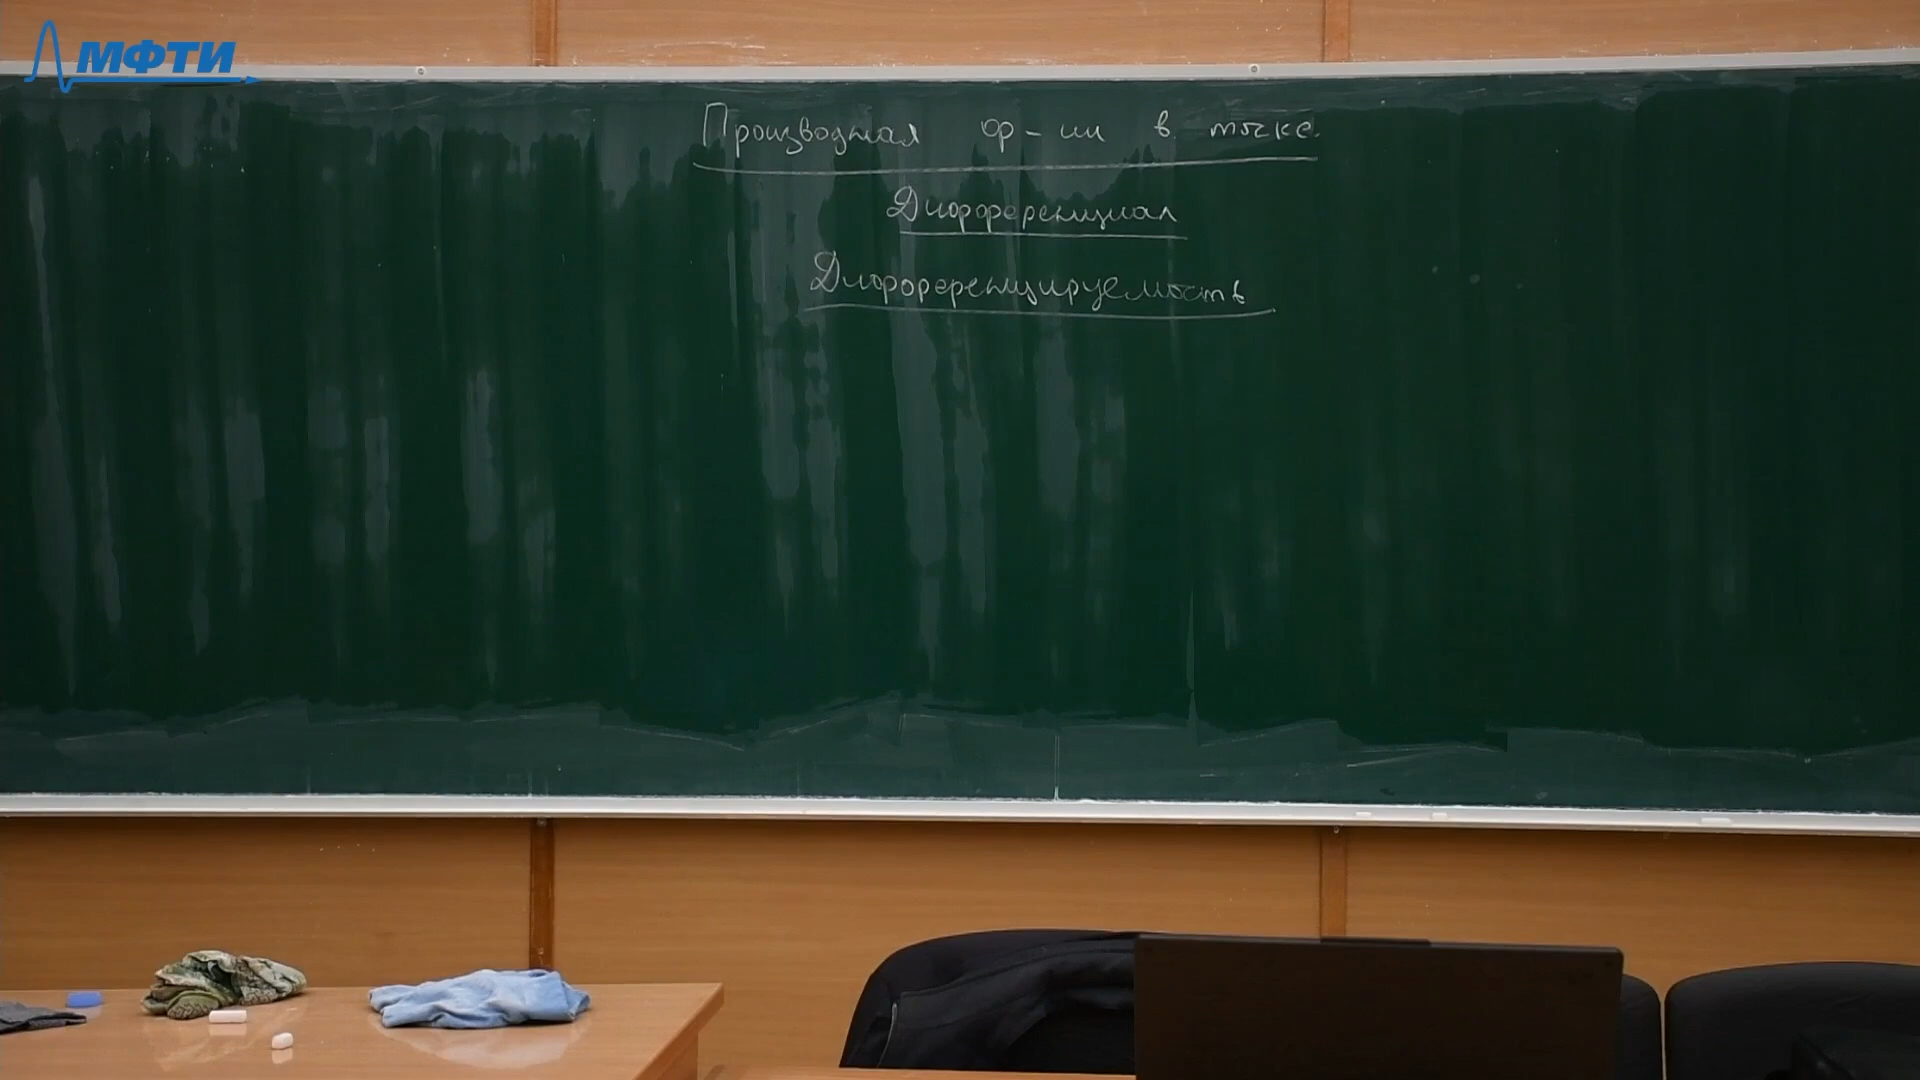 МФТИ
Производная ф-ии в точке.
Дифференциал
Дифференцируемость